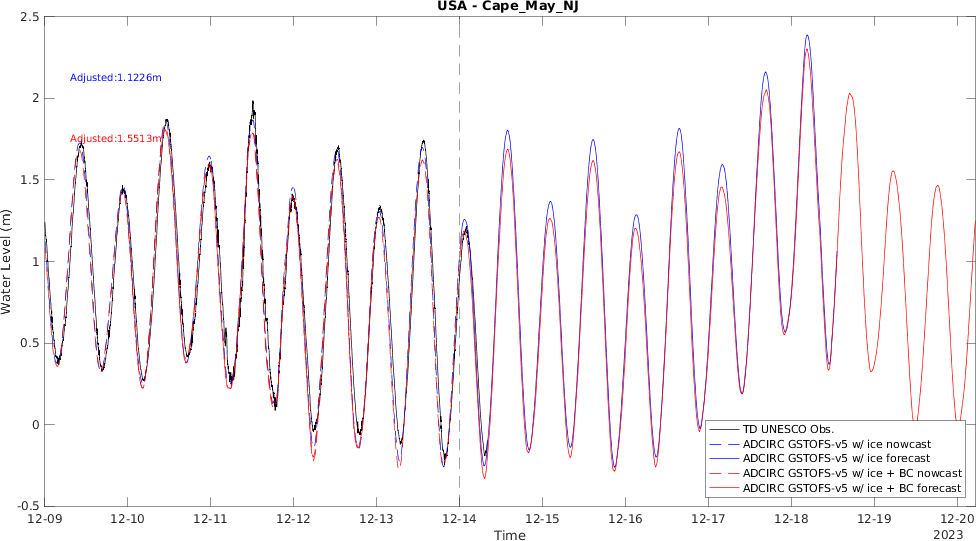 USA - Cape_May_NJ
2.5
2
1.5
1
0.5
0
-0.5
Water Level (m)
Adjusted:1.1226m
Adjusted:1.5513m
TD UNESCO Obs.
ADCIRC GSTOFS-v5 w/ ice nowcast
ADCIRC GSTOFS-v5 w/ ice forecast
ADCIRC GSTOFS-v5 w/ ice + BC nowcast
ADCIRC GSTOFS-v5 w/ ice + BC forecast
12-09 12-10 12-11 12-12 12-13 12-14 12-15 12-16 12-17 12-18 12-19 12-20
Time
2023